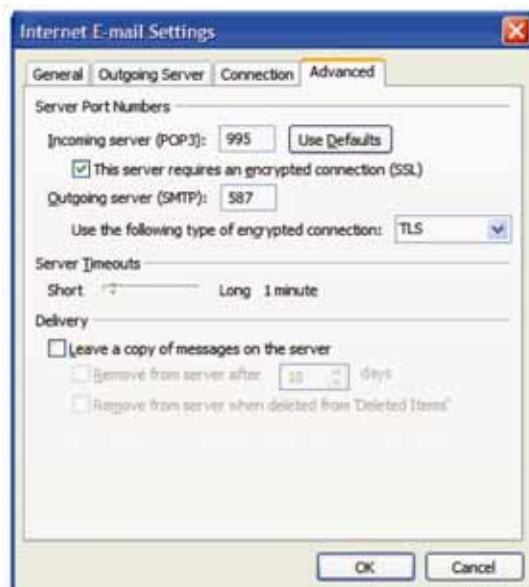 Internet E-mail Settings
General Outgoing Server Connection Advanced
Server Port Numbers
Incoming server (POP3): 995 Use Defaults
This server requires an encrypted connection (SSL)
Outgoing server (SMTP): 587
Use the following type of encrypted connection: TLS
Server Timeouts
Short Long 1 minute
Delivery
Leave a copy of messages on the server
Remove from server after 10 days
Remove from server when deleted from 'Deleted Items'
OK Cancel